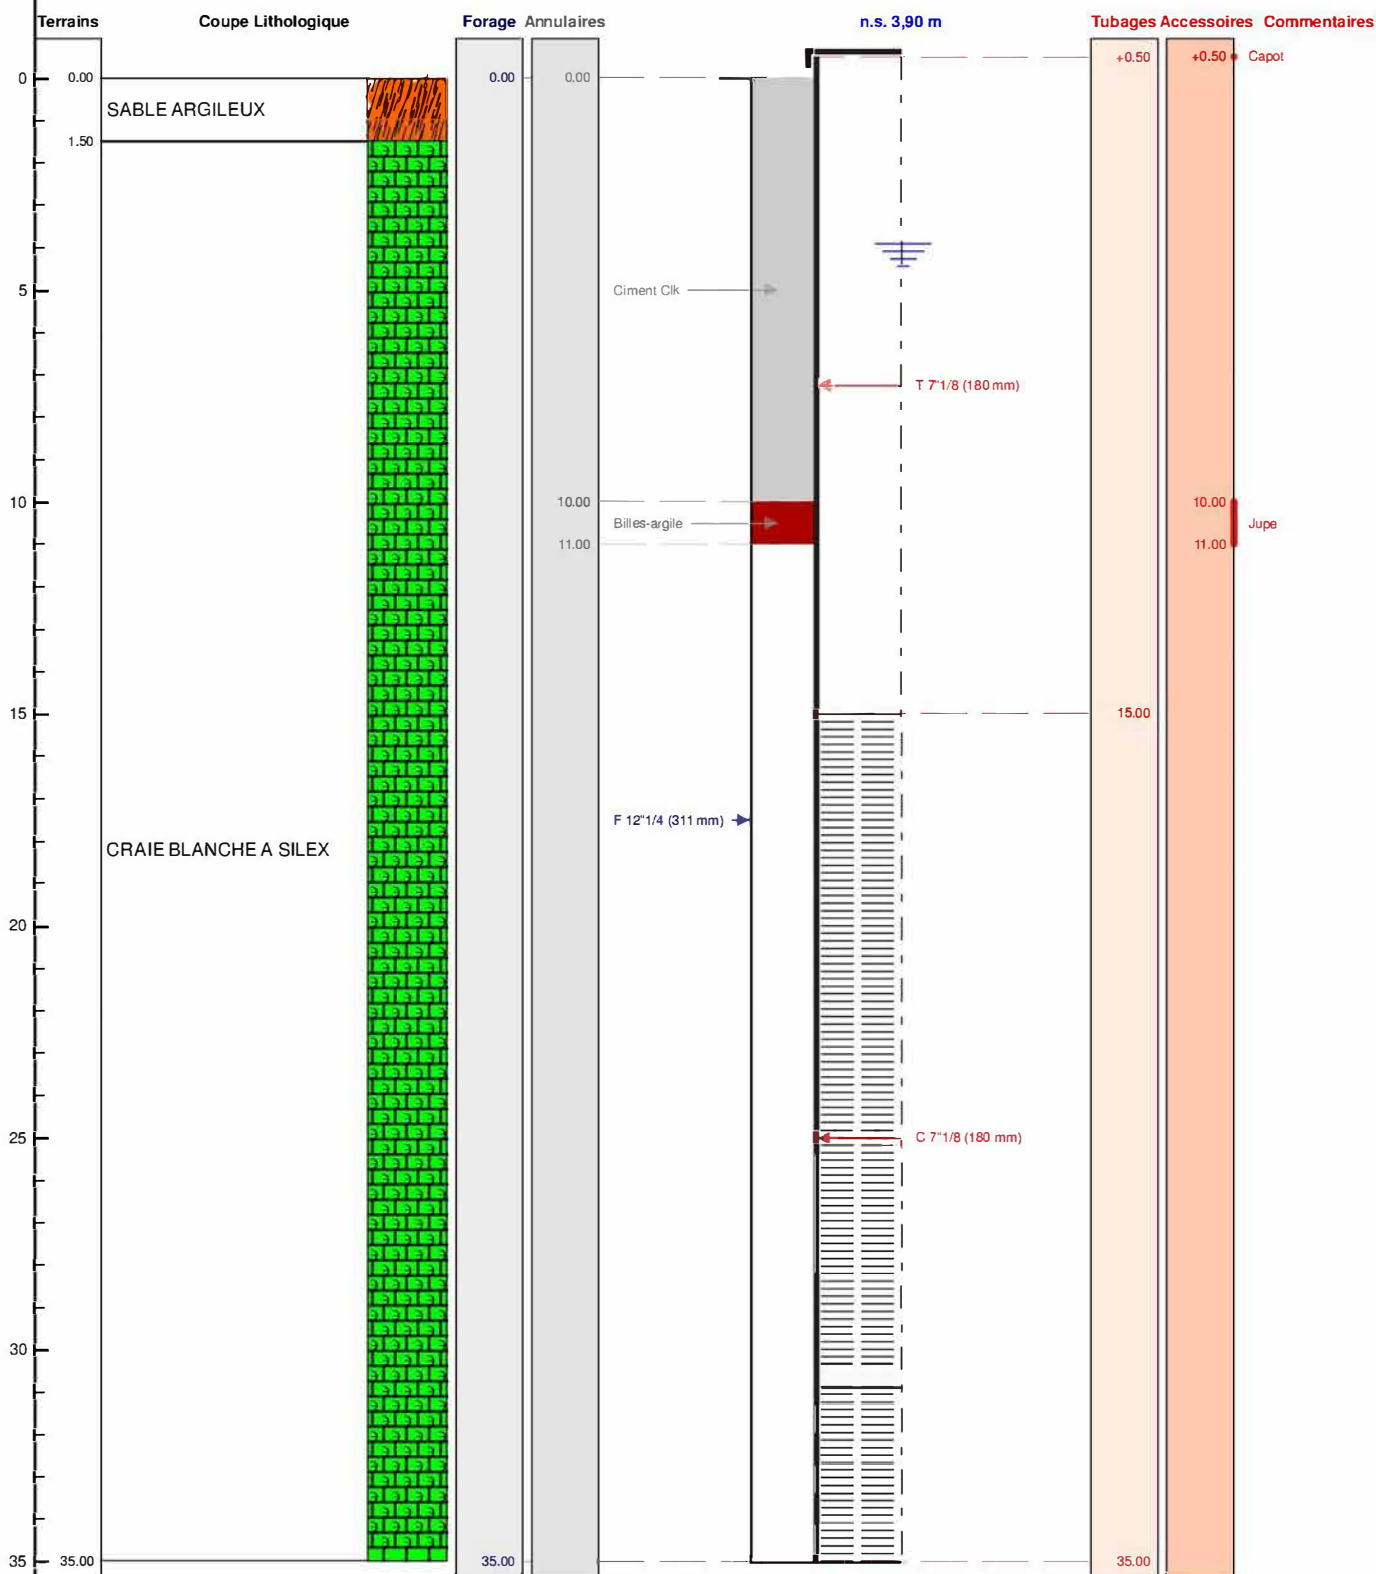 Terrains Coupe Lithologique Forage Annulaires n.s. 3,90 m Tubages Accessoires Commentaires
+0.50 +0.50 Capot
0 0.00 0.00 0.00
SABLE ARGILEUX
1.50
5 Ciment Clk
T 7"1/8 (180 mm)
10 10.00 10.00
Billes-argile Jupe
11.00 11.00
15 15.00
F 12"1/4 (311 mm)
CRAIE BLANCHE A SILEX
20
25 C 7"1/8 (180 mm)
30
35 35.00 35.00 35.00